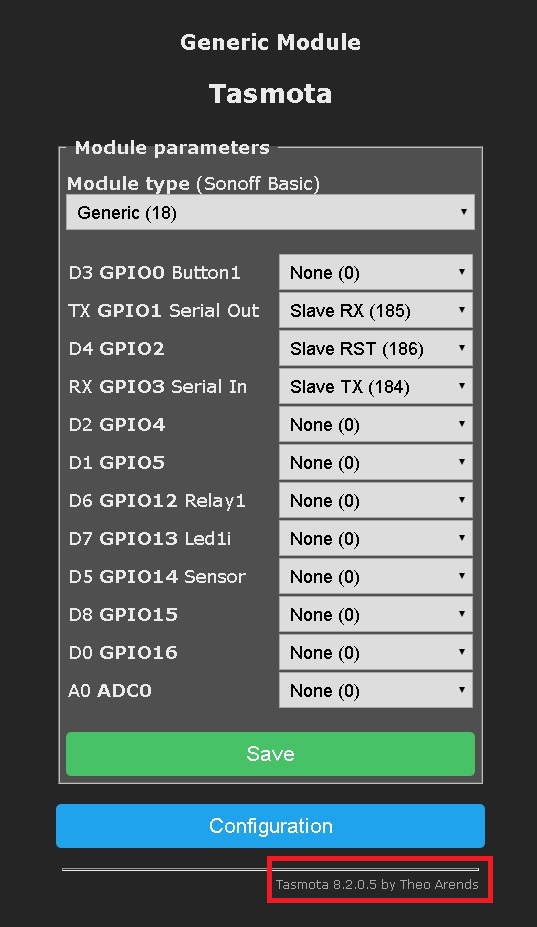 Generic Module
Tasmota
Module parameters
Module type (Sonoff Basic)
Generic (18)
D3 GPIO0 Button1 None (0)
TX GPIO1 Serial Out Slave RX (185)
D4 GPIO2 Slave RST (186)
RX GPIO3 Serial In Slave TX (184)
D2 GPIO4 None (0)
D1 GPIO5 None (0)
D6 GPIO12 Relay1 None (0)
D7 GPIO13 Led1i None (0)
D5 GPIO14 Sensor None (0)
D8 GPIO15 None (0)
D0 GPIO16 None (0)
A0 ADC0 None (0)
Save
Configuration
Tasmota 8.2.0.5 by Theo Arends